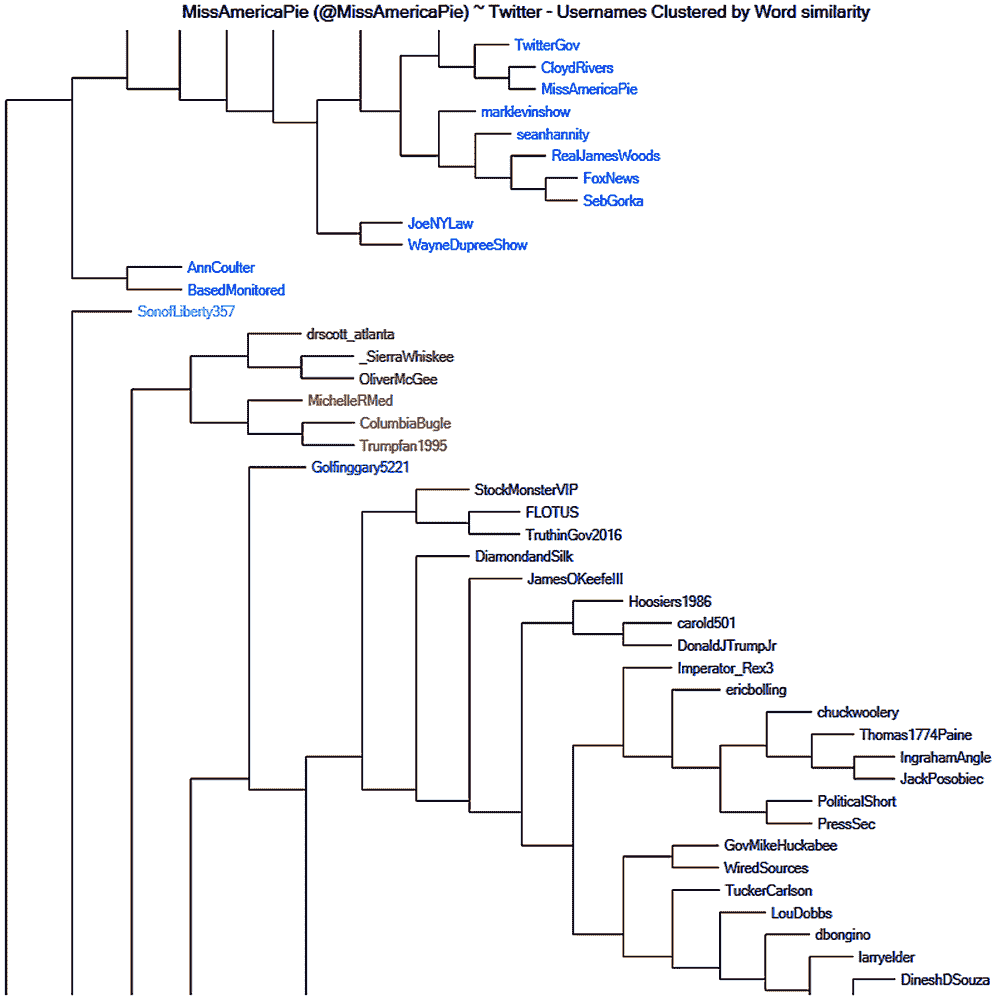 MissAmericaPie (@MissAmericaPie) ~ Twitter - Usernames Clustered by Word similarity
TwitterGov
CloydRivers
MissAmericaPie
marklevinshow
seanhannity
RealJamesWoods
FoxNews
SebGorka
JoeNYLaw
WayneDupreeShow
AnnCoulter
BasedMonitored
SonofLiberty357
drscott_atlanta
_SierraWhiskee
OliverMcGee
MichelleRMed
ColumbiaBugle
Trumpfan1995
Golfinggary5221
StockMonsterVIP
FLOTUS
TruthinGov2016
DiamondandSilk
JamesOKeefeIII
Hoosiers1986
carold501
DonaldJTrumpJr
Imperator_Rex3
ericbolling
chuckwoolery
Thomas1774Paine
IngrahamAngle
JackPosobiec
PoliticalShort
PressSec
GovMikeHuckabee
WiredSources
TuckerCarlson
LouDobbs
dbongino
larryelder
DineshDSouza